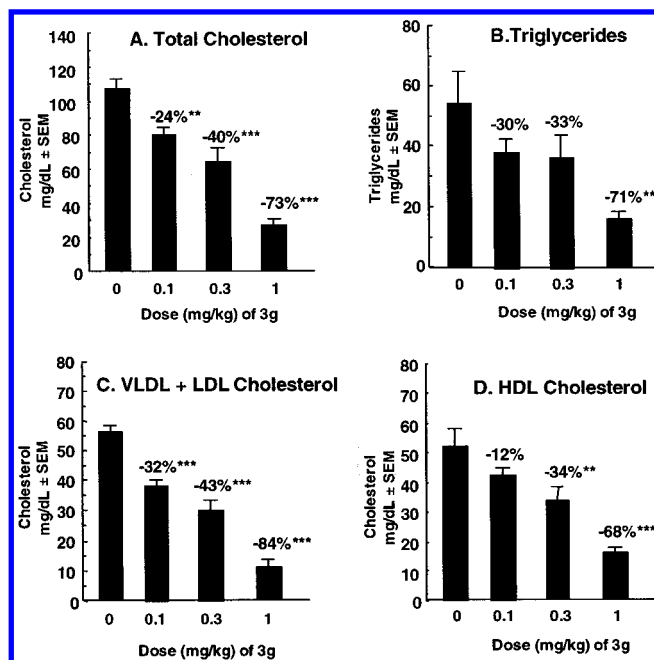 A. Total Cholesterol
Cholesterol
mg/dL ± SEM
140
120
100
80
60
40
20
0
-24% **
-40% ***
-73% ***
0 0.1 0.3 1
Dose (mg/kg) of 3g
B.Triglycerides
Triglycerides
mg/dL ± SEM
80
60
40
20
0
-30%
-33%
-71% **
0 0.1 0.3 1
Dose (mg/kg) of 3g
C. VLDL + LDL Cholesterol
Cholesterol
mg/dL ± SEM
80
70
60
50
40
30
20
10
0
-32% ***
-43% ***
-84% ***
0 0.1 0.3 1
Dose (mg/kg) of 3g
D. HDL Cholesterol
Cholesterol
mg/dL ± SEM
80
70
60
50
40
30
20
10
0
-12%
-34% **
-68% ***
0 0.1 0.3 1
Dose (mg/kg) of 3g